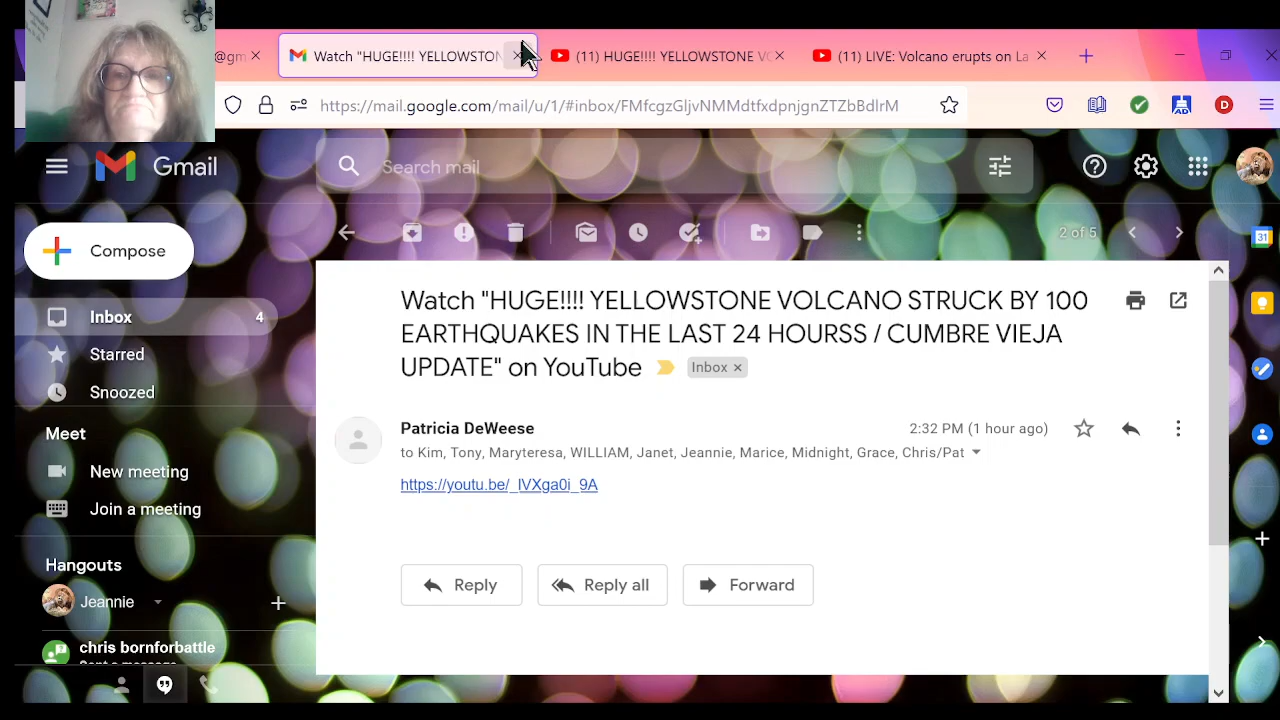 @gm
Watch "HUGE!!!! YELLOWSTON
(11) HUGE!!!! YELLOWSTONE VO
(11) LIVE: Volcano erupts on La
https://mail.google.com/mail/u/1/#inbox/FMfcgzGljvNMMdtfxdpnjgnZTZbBdlrM
AD
D
Gmail
Search mail
Compose
2 of 5
31
Inbox 4
Starred
Snoozed
Meet
New meeting
Join a meeting
Hangouts
Jeannie
chris bornforbattle
Watch "HUGE!!!! YELLOWSTONE VOLCANO STRUCK BY 100
EARTHQUAKES IN THE LAST 24 HOURSS / CUMBRE VIEJA
UPDATE" on YouTube Inbox
Patricia DeWeese 2:32 PM (1 hour ago)
to Kim, Tony, Maryteresa, WILLIAM, Janet, Jeannie, Marice, Midnight, Grace, Chris/Pat
https://youtu.be/_lVXga0i_9A
Reply Reply all Forward